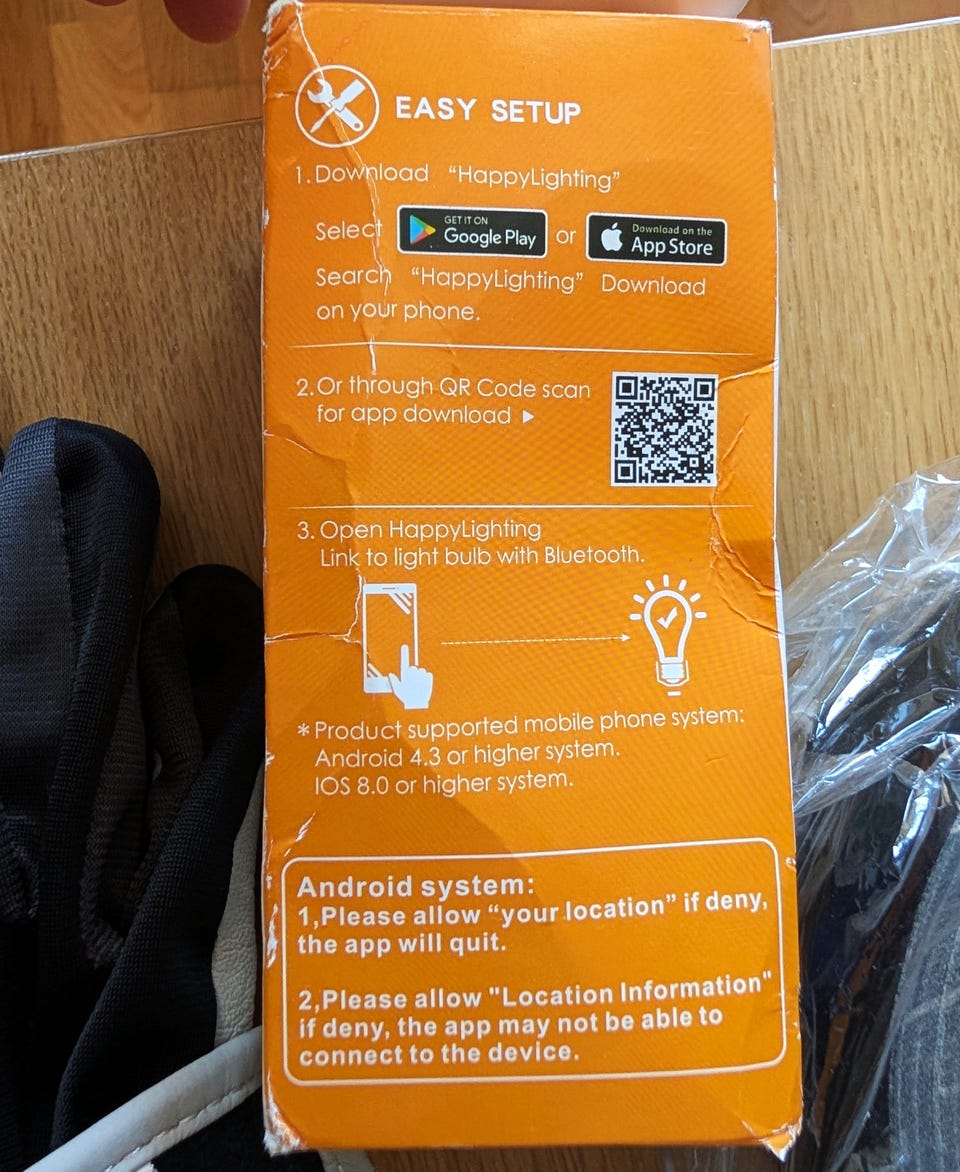 EASY SETUP
1. Download “HappyLighting”
Select GET IT ON Google Play or Download on the App Store
Search “HappyLighting” Download
on your phone.
2. Or through QR Code scan
for app download ▶
3. Open HappyLighting
Link to light bulb with Bluetooth.
* Product supported mobile phone system:
Android 4.3 or higher system.
IOS 8.0 or higher system.
Android system:
1,Please allow “your location” if deny,
the app will quit.
2,Please allow "Location Information"
if deny, the app may not be able to
connect to the device.